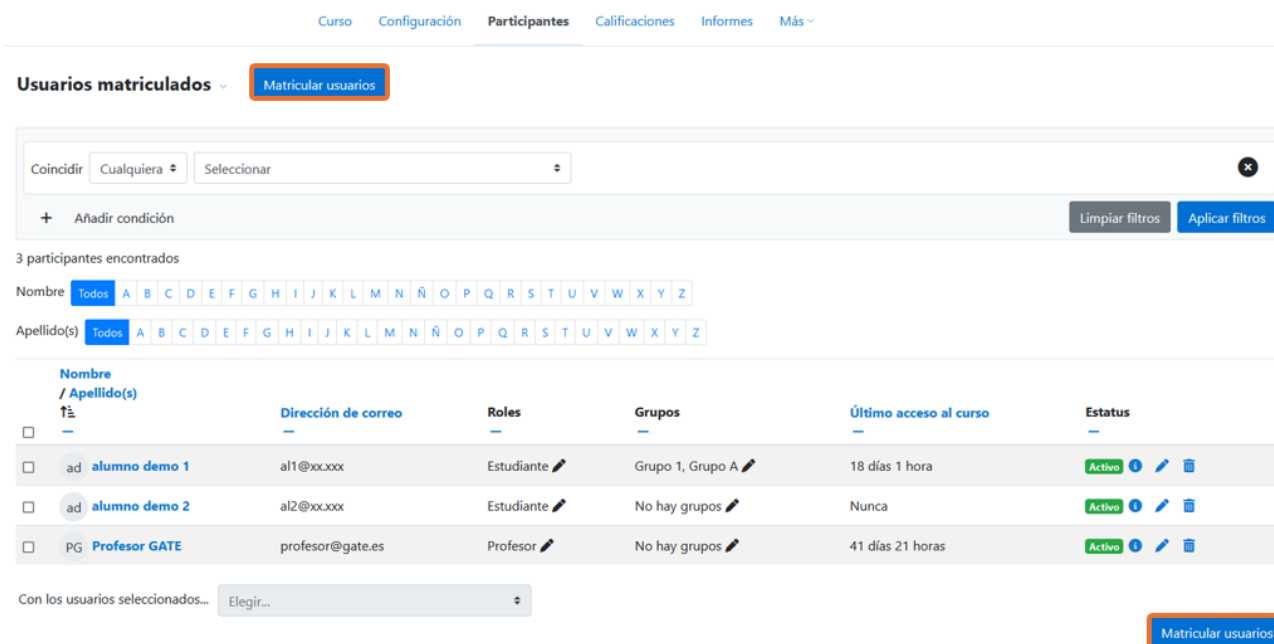 Curso Configuración Participantes Calificaciones Informes Más
Usuarios matriculados Matricular usuarios
Coincidir Cualquiera Seleccionar
+ Añadir condición Limpiar filtros Aplicar filtros
3 participantes encontrados
Nombre Todos A B C D E F G H I J K L M N Ñ O P Q R S T U V W X Y Z
Apellido(s) Todos A B C D E F G H I J K L M N Ñ O P Q R S T U V W X Y Z
Nombre
/ Apellido(s)
Dirección de correo Roles Grupos Último acceso al curso Estatus
ad alumno demo 1 al1@xx.xxx Estudiante Grupo 1, Grupo A 18 días 1 hora Activo
ad alumno demo 2 al2@xx.xxx Estudiante No hay grupos Nunca Activo
PG Profesor GATE profesor@gate.es Profesor No hay grupos 41 días 21 horas Activo
Con los usuarios seleccionados... Elegir...
Matricular usuarios